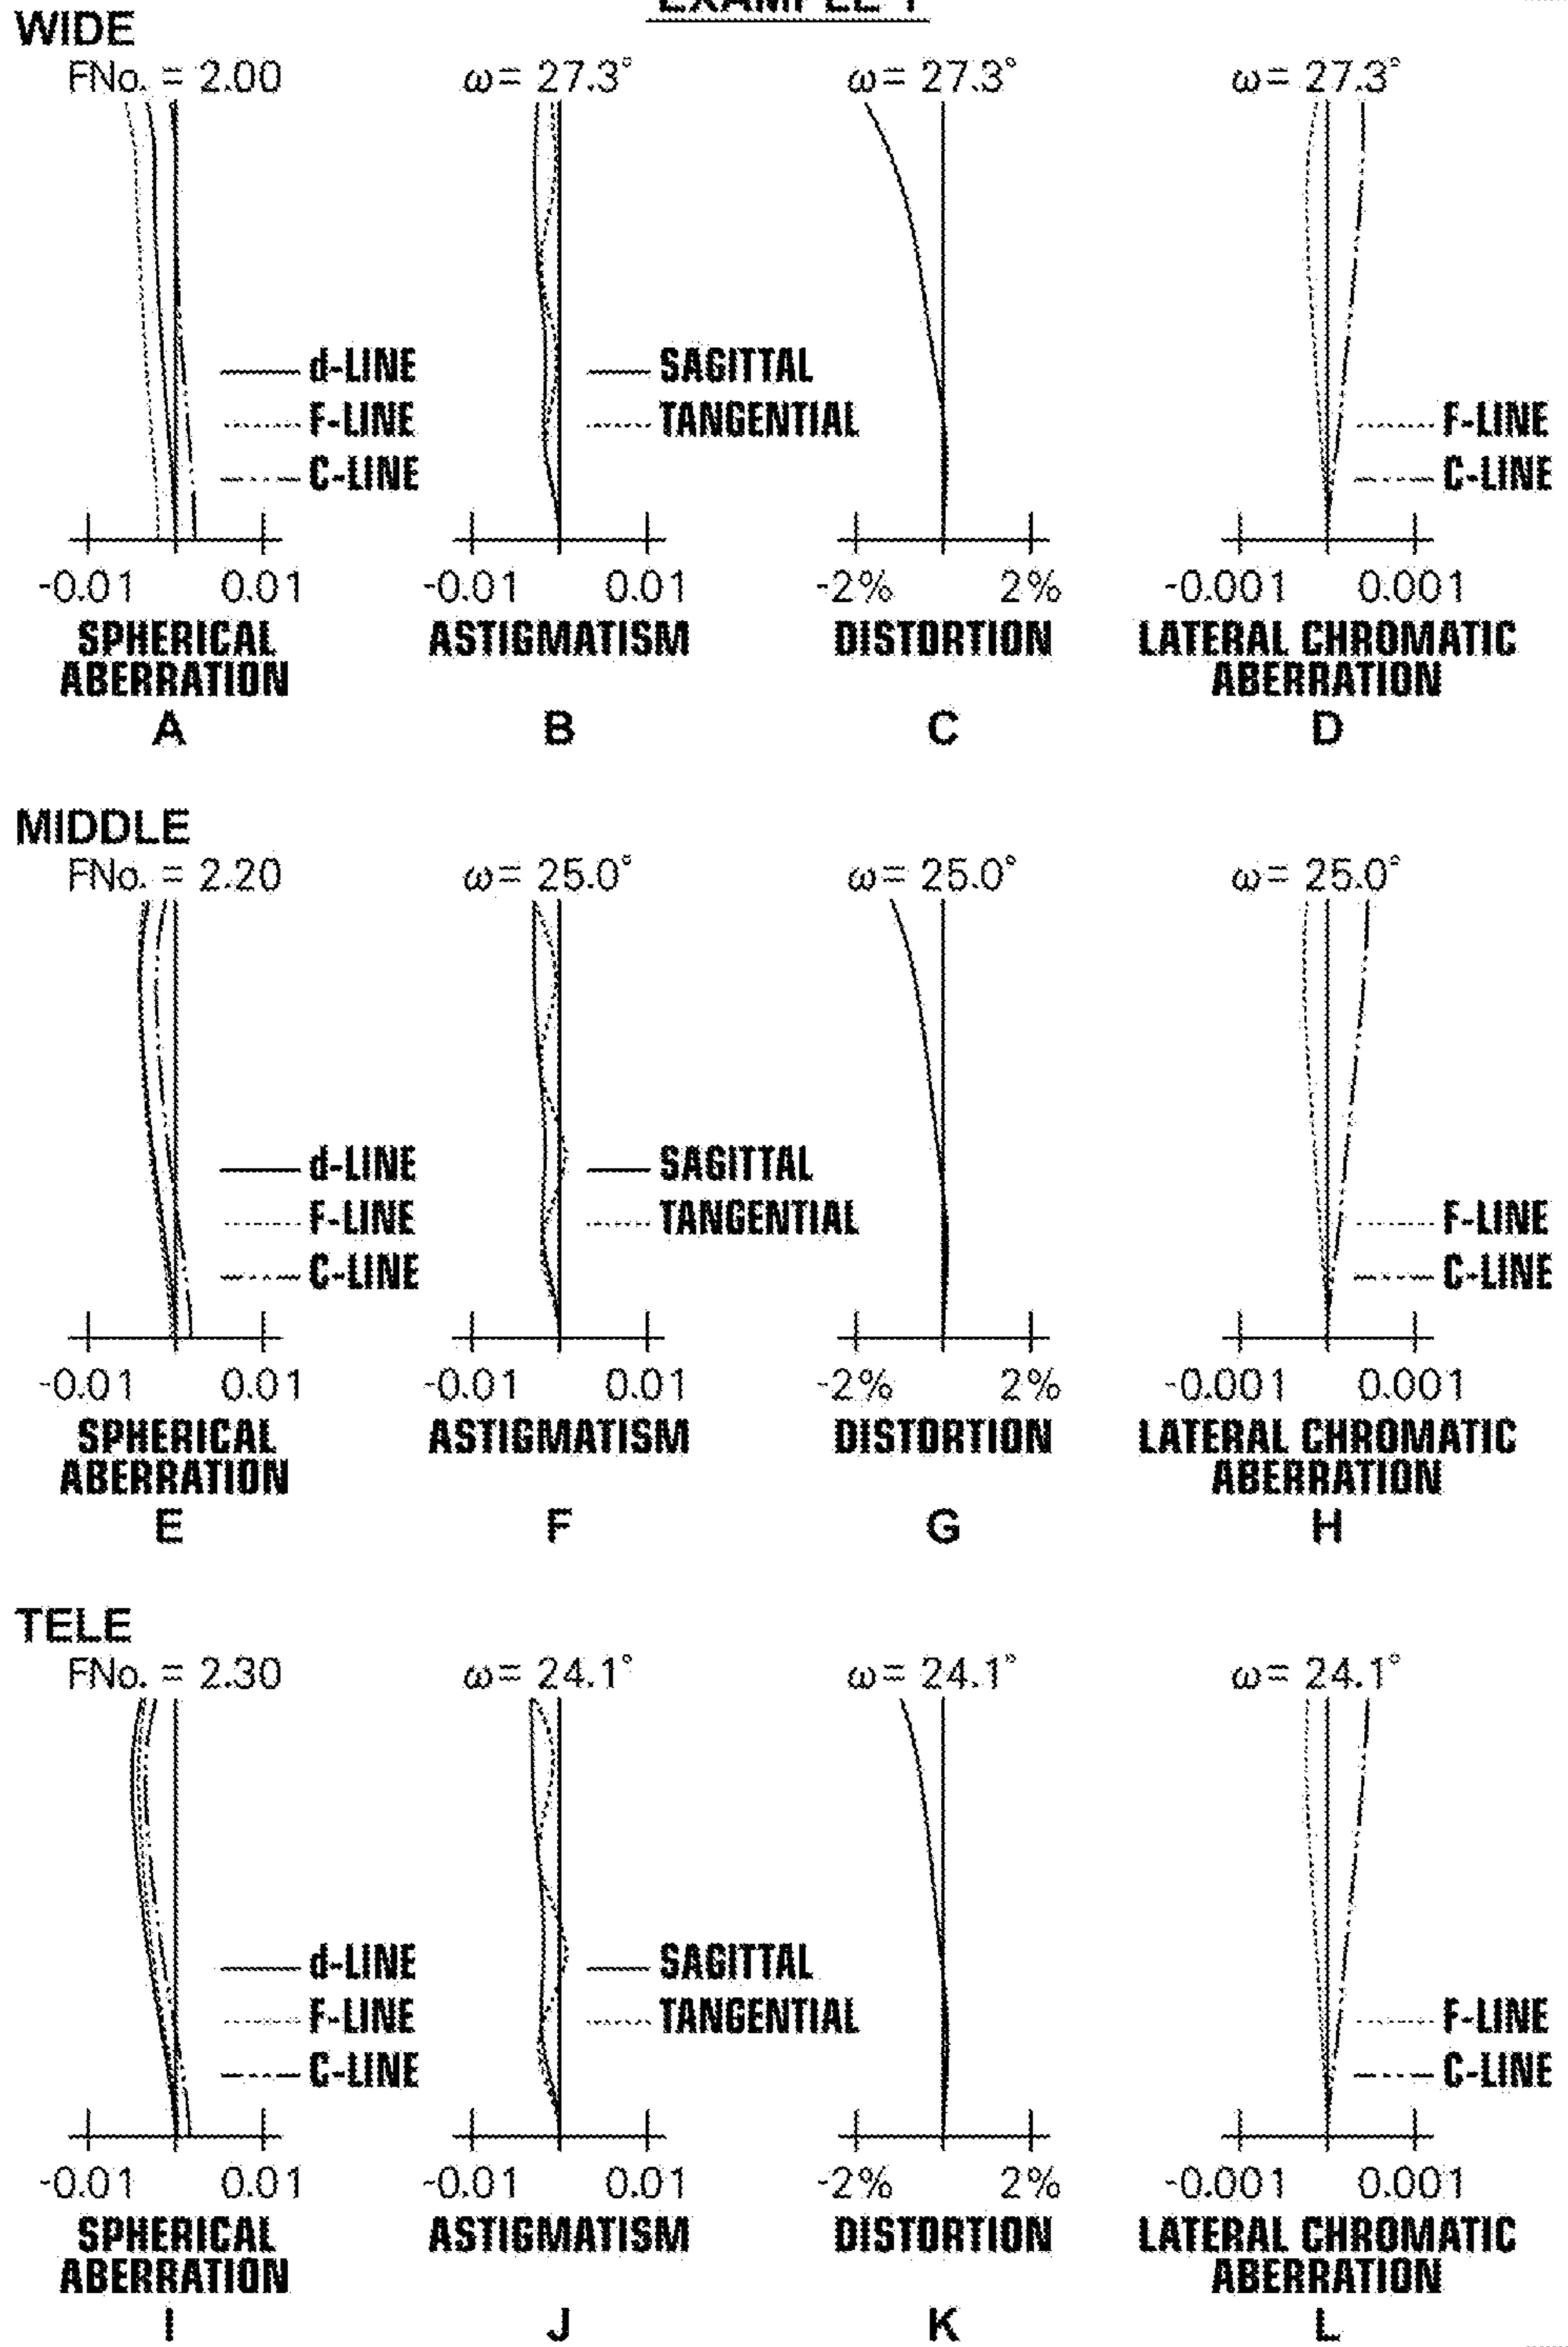 WIDE
FNo. = 2.00
ω= 27.3°
ω= 27.3°
ω= 27.3°
d-LINE
F-LINE
C-LINE
SAGITTAL
TANGENTIAL
F-LINE
C-LINE
-0.01 0.01
-0.01 0.01
-2% 2%
-0.001 0.001
SPHERICAL
ABERRATION
ASTIGMATISM
DISTORTION
LATERAL CHROMATIC
ABERRATION
A
B
C
D
MIDDLE
FNo. = 2.20
ω= 25.0°
ω= 25.0°
ω= 25.0°
d-LINE
F-LINE
C-LINE
SAGITTAL
TANGENTIAL
F-LINE
C-LINE
-0.01 0.01
-0.01 0.01
-2% 2%
-0.001 0.001
SPHERICAL
ABERRATION
ASTIGMATISM
DISTORTION
LATERAL CHROMATIC
ABERRATION
E
F
G
H
TELE
FNo. = 2.30
ω= 24.1°
ω= 24.1°
ω= 24.1°
d-LINE
F-LINE
C-LINE
SAGITTAL
TANGENTIAL
F-LINE
C-LINE
-0.01 0.01
-0.01 0.01
-2% 2%
-0.001 0.001
SPHERICAL
ABERRATION
ASTIGMATISM
DISTORTION
LATERAL CHROMATIC
ABERRATION
I
J
K
L